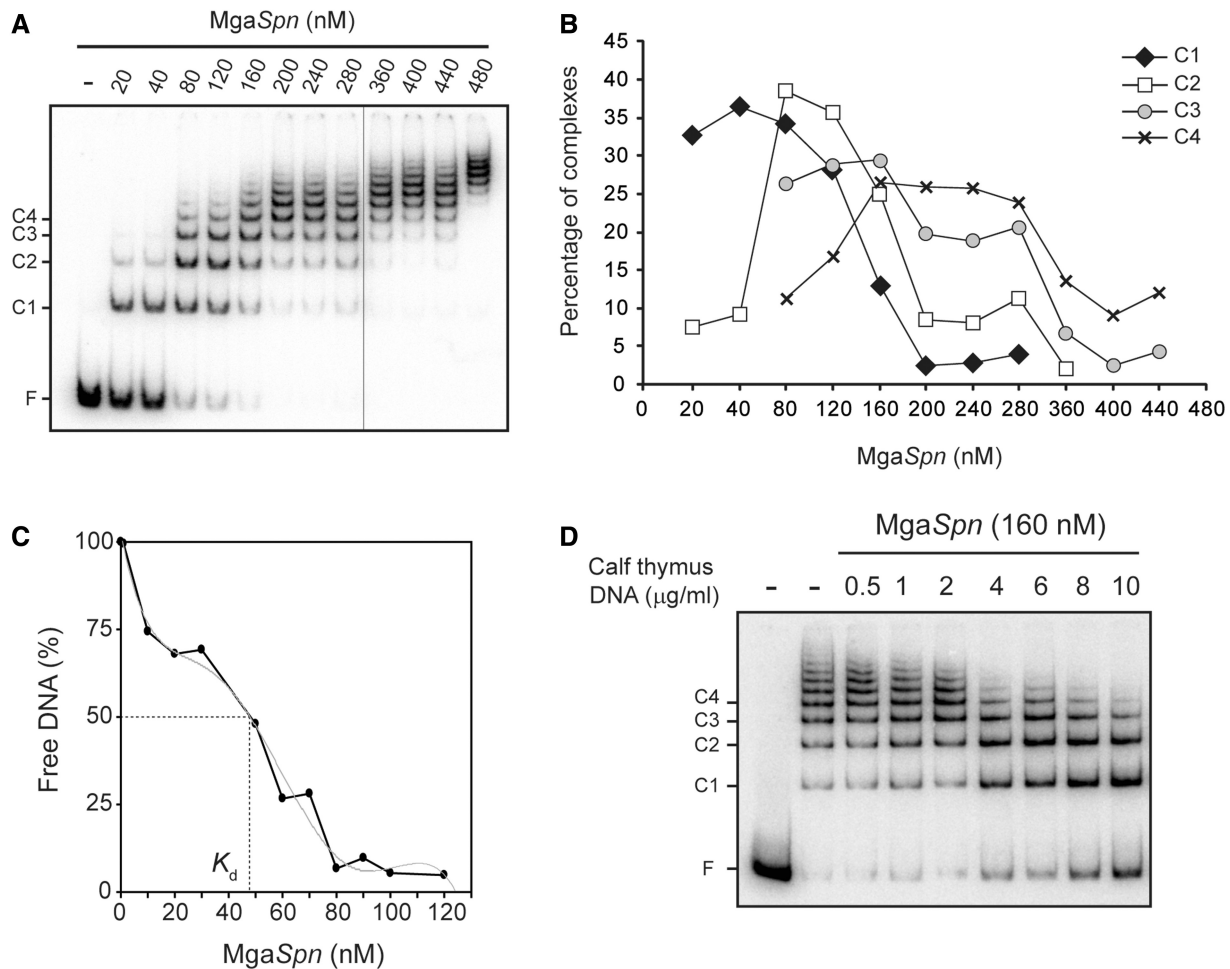 A
MgaSpn (nM)
- 20 40 80 120 160 200 240 280 360 400 440 480
C4
C3
C2
C1
F
B
45
40
35
30
25
20
15
10
5
0
Percentage of complexes
0 20 40 80 120 160 200 240 280 360 400 440 480
MgaSpn (nM)
C1
C2
C3
C4
C
100
75
50
25
0
Free DNA (%)
Kd
0 20 40 60 80 100 120
MgaSpn (nM)
D
MgaSpn (160 nM)
Calf thymus
DNA (μg/ml)
- - 0.5 1 2 4 6 8 10
C4
C3
C2
C1
F